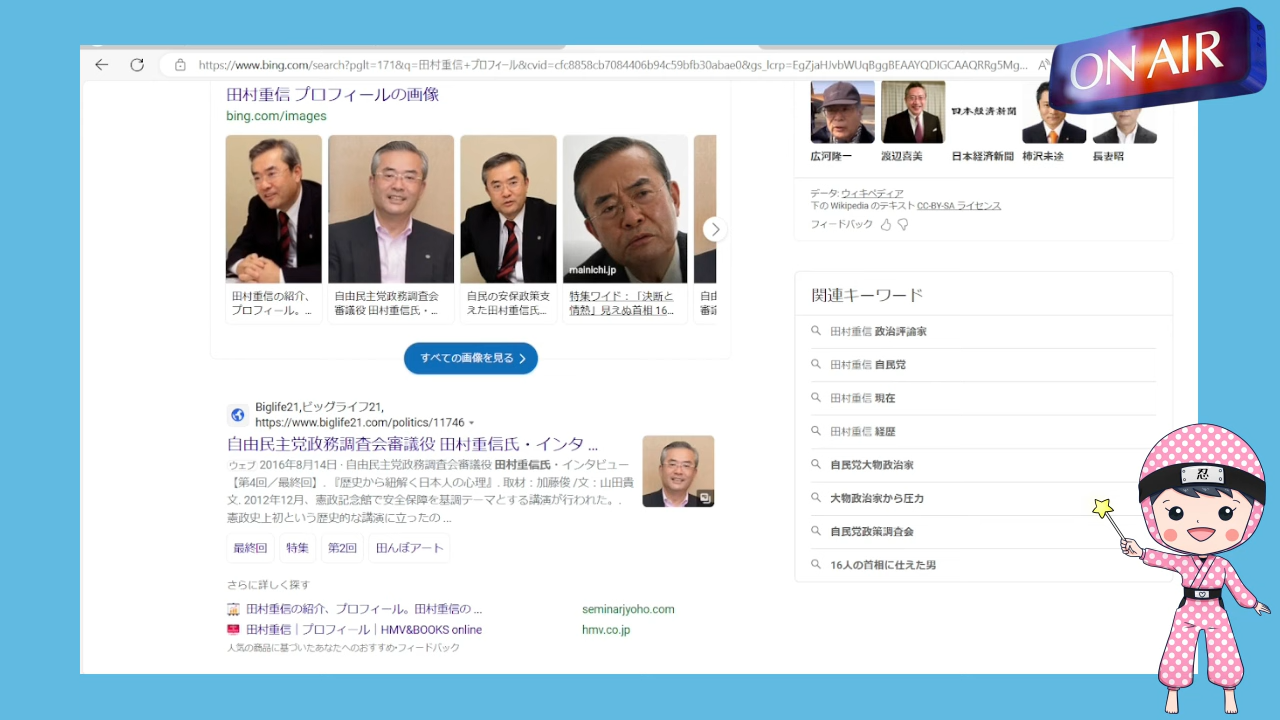 ON AIR
https://www.bing.com/search?pglt=171&q=田村重信+プロフィール&cvid=cfc8858cb7084406b94c59bfb30abae0&gs_lcrp=EgZjaHJvbWUqBggBEAAYQDIGCAAQRRg5Mg...
田村重信 プロフィールの画像
bing.com/images
mainichi.jp
田村重信の紹介、
プロフィール。...
自由民主党政務調査会
審議役 田村重信氏・...
自民の安保政策支
えた田村重信氏...
特集ワイド：「決断と
情熱」見えぬ首相 16...
自由
審議
すべての画像を見る
Biglife21,ビッグライフ21,
https://www.biglife21.com/politics/11746
自由民主党政務調査会審議役 田村重信氏・インタ ...
ウェブ 2016年8月14日 · 自由民主党政務調査会審議役 田村重信氏・インタビュー
【第4回／最終回】. 『歴史から紐解く日本人の心理』. 取材：加藤俊 /文：山田貴
文. 2012年12月、憲政記念館で安全保障を基調テーマとする講演が行われた。.
憲政史上初という歴史的な講演に立ったの ...
最終回 特集 第2回 田んぼアート
さらに詳しく探す
田村重信の紹介、プロフィール。田村重信の ... seminarjyoho.com
田村重信｜プロフィール｜HMV&BOOKS online hmv.co.jp
人気の商品に基づいたあなたへのおすすめ•フィードバック
広河隆一 渡辺喜美 日本経済新聞 柿沢未途 長妻昭
日本経済新聞
データ: ウィキペディア
下の Wikipedia のテキスト CC-BY-SA ライセンス
フィードバック
関連キーワード
田村重信 政治評論家
田村重信 自民党
田村重信 現在
田村重信 経歴
自民党大物政治家
大物政治家から圧力
自民党政策調査会
16人の首相に仕えた男
忍